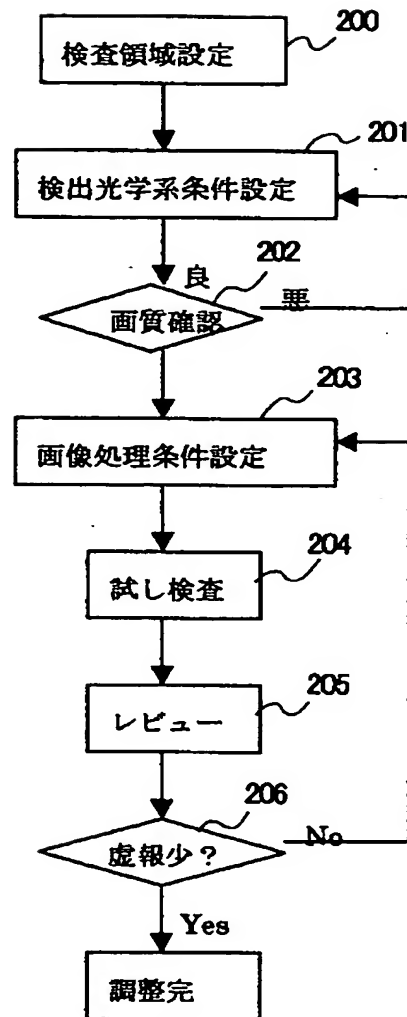 200
検査領域設定
201
検出光学系条件設定
202
良
画質確認
悪
203
画像処理条件設定
204
試し検査
205
レビュー
206
虚報少？
No
Yes
調整完